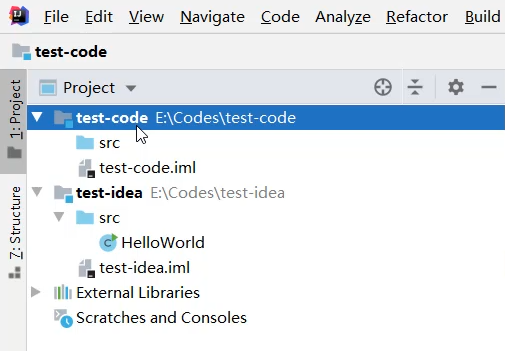 File Edit View Navigate Code Analyze Refactor Build
test-code
Project
1: Project
test-code E:\Codes\test-code
src
test-code.iml
test-idea E:\Codes\test-idea
src
HelloWorld
test-idea.iml
External Libraries
Scratches and Consoles
7: Structure